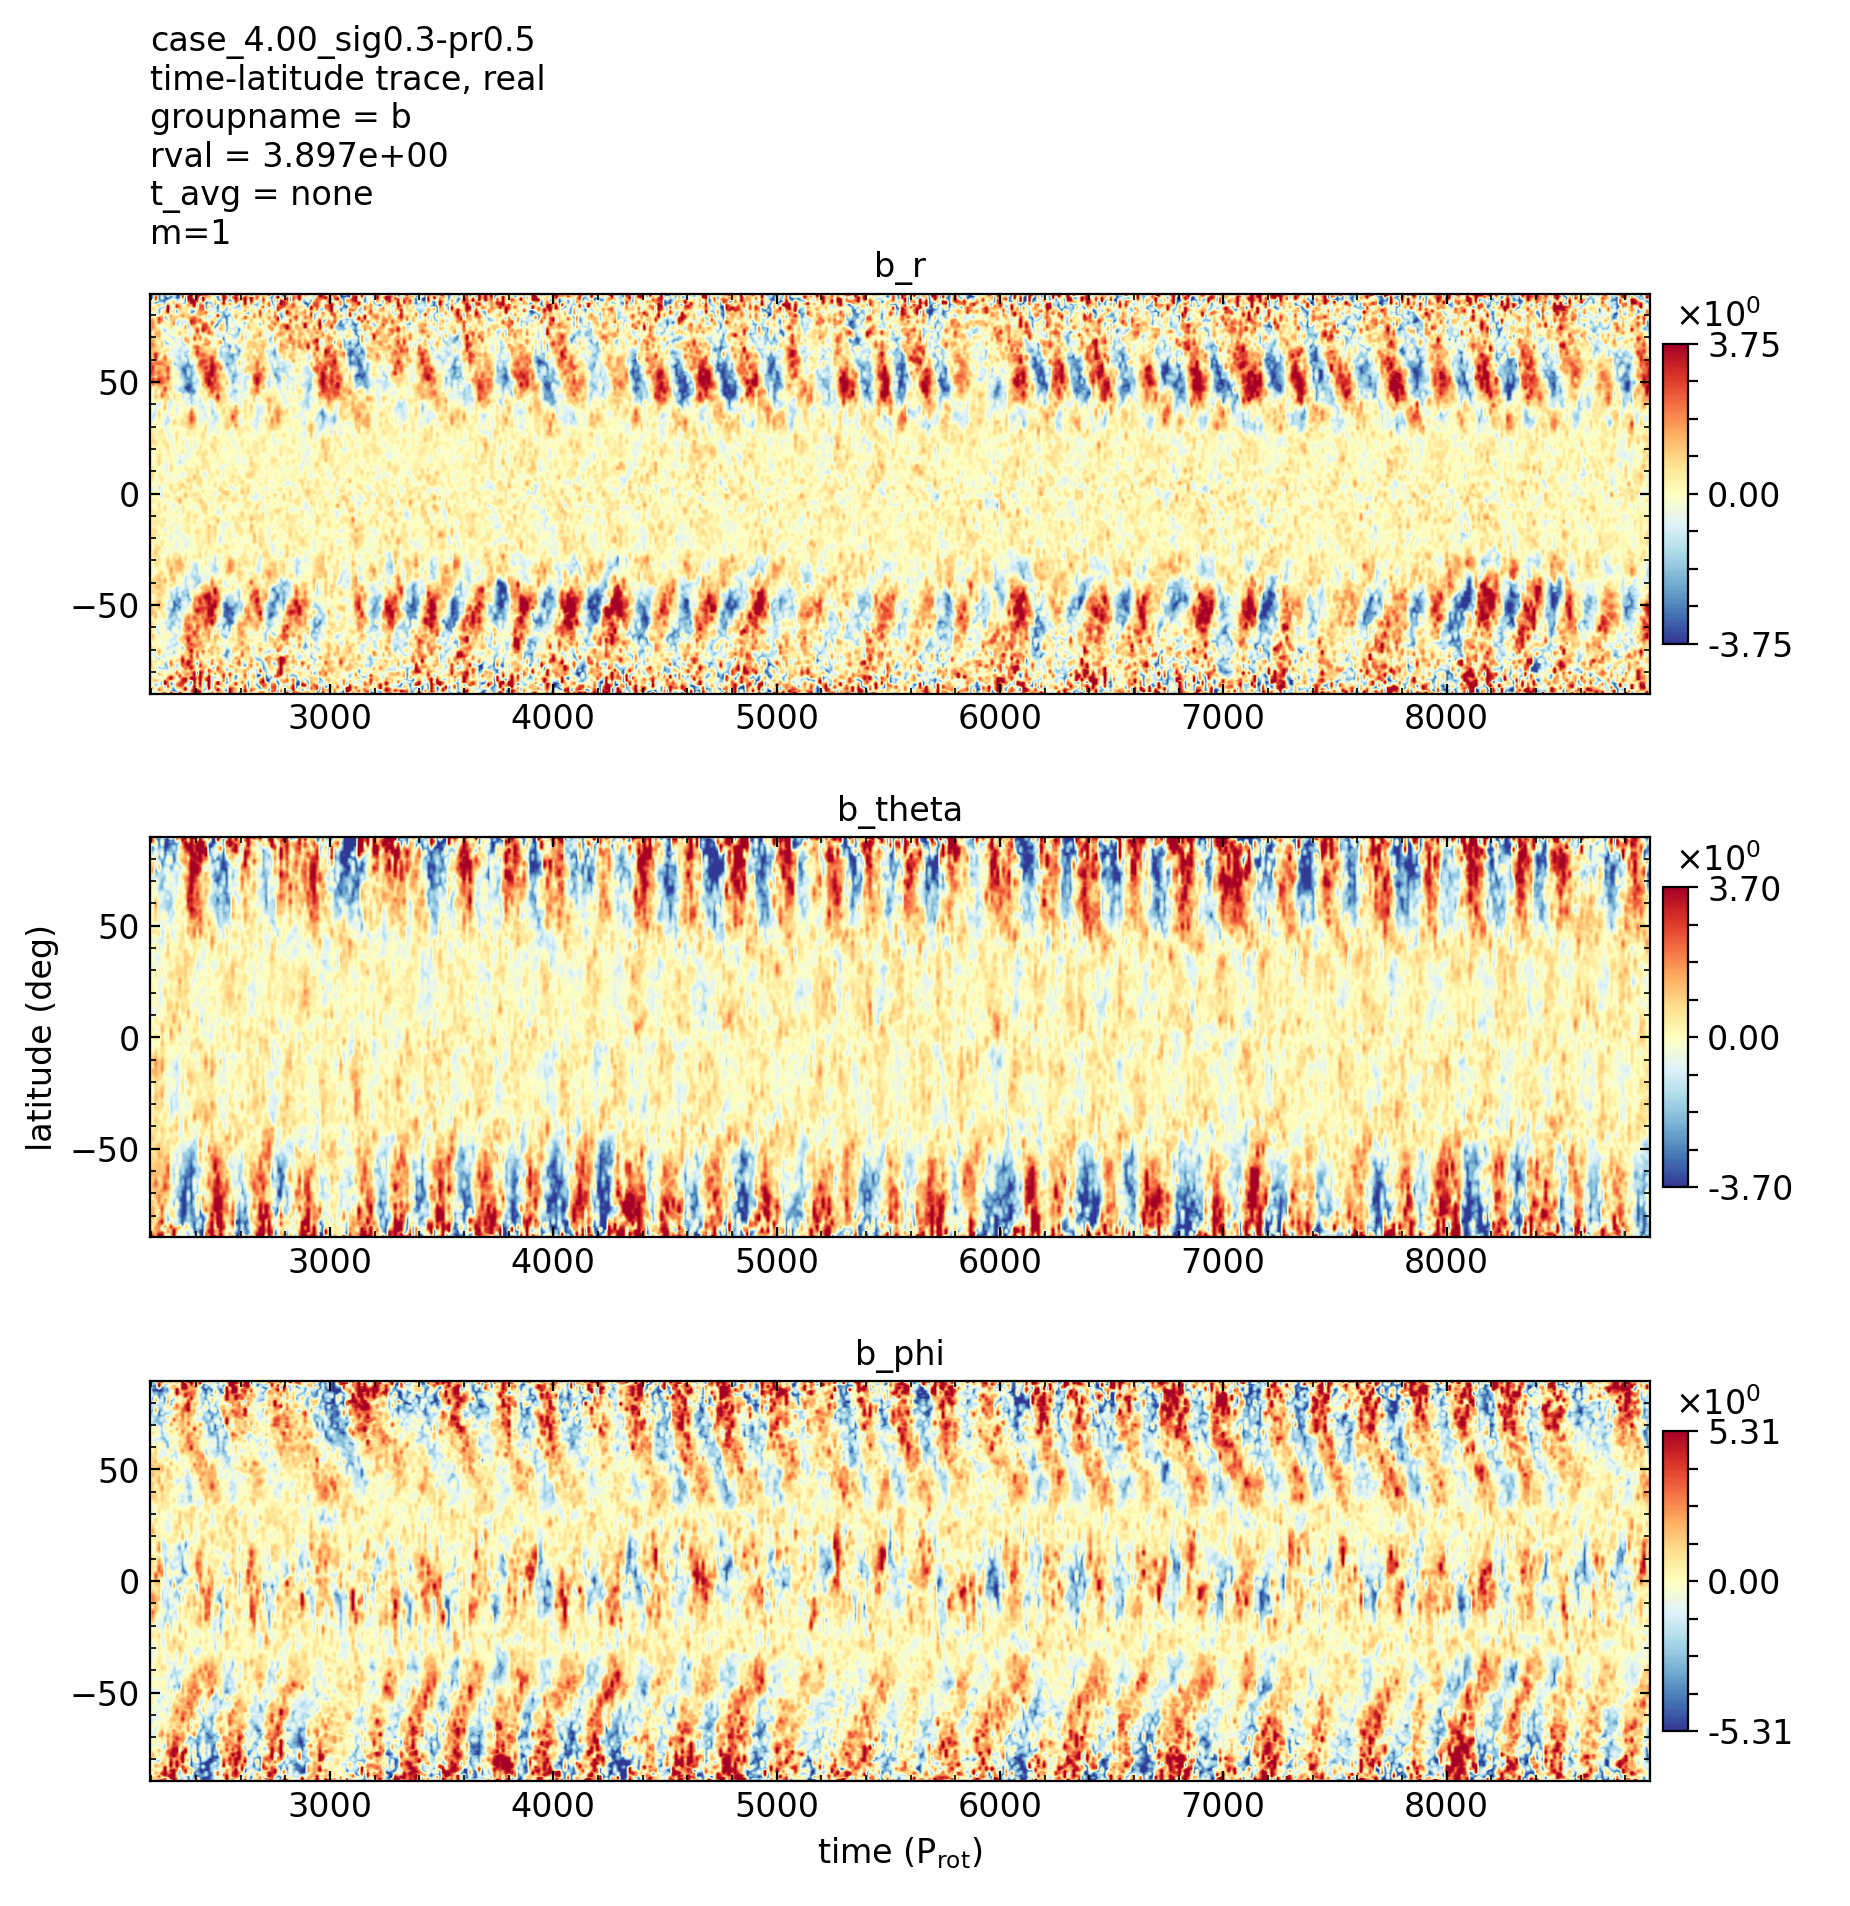 case_4.00_sig0.3-pr0.5
time-latitude trace, real
groupname = b
rval = 3.897e+00
t_avg = none
m=1
b_r
×10⁰
3.75
0.00
-3.75
50
0
−50
3000 4000 5000 6000 7000 8000
b_theta
×10⁰
3.70
0.00
-3.70
latitude (deg)
50
0
−50
3000 4000 5000 6000 7000 8000
b_phi
×10⁰
5.31
0.00
-5.31
50
0
−50
3000 4000 5000 6000 7000 8000
time (P_rot)